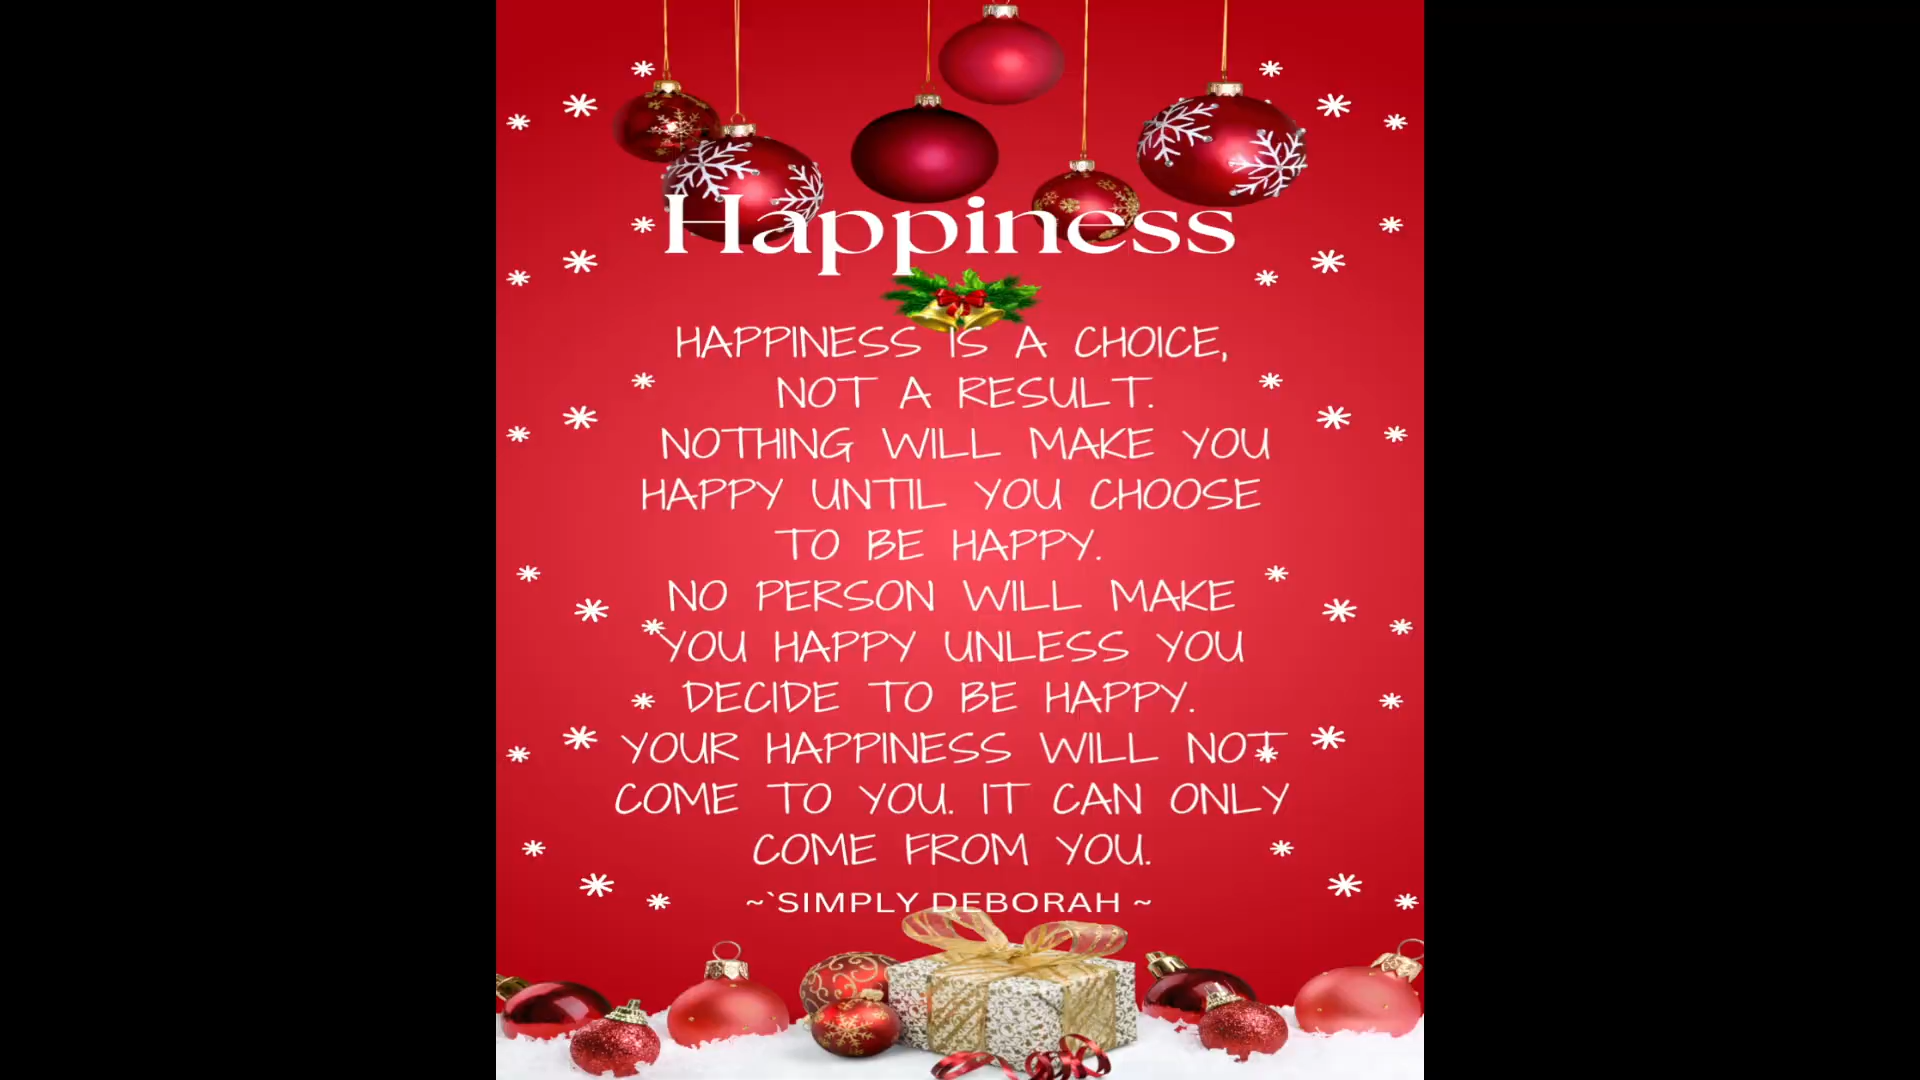 Happiness
HAPPINESS IS A CHOICE,
NOT A RESULT.
NOTHING WILL MAKE YOU
HAPPY UNTIL YOU CHOOSE
TO BE HAPPY.
NO PERSON WILL MAKE
YOU HAPPY UNLESS YOU
DECIDE TO BE HAPPY.
YOUR HAPPINESS WILL NOT
COME TO YOU. IT CAN ONLY
COME FROM YOU.
~`SIMPLY DEBORAH ~